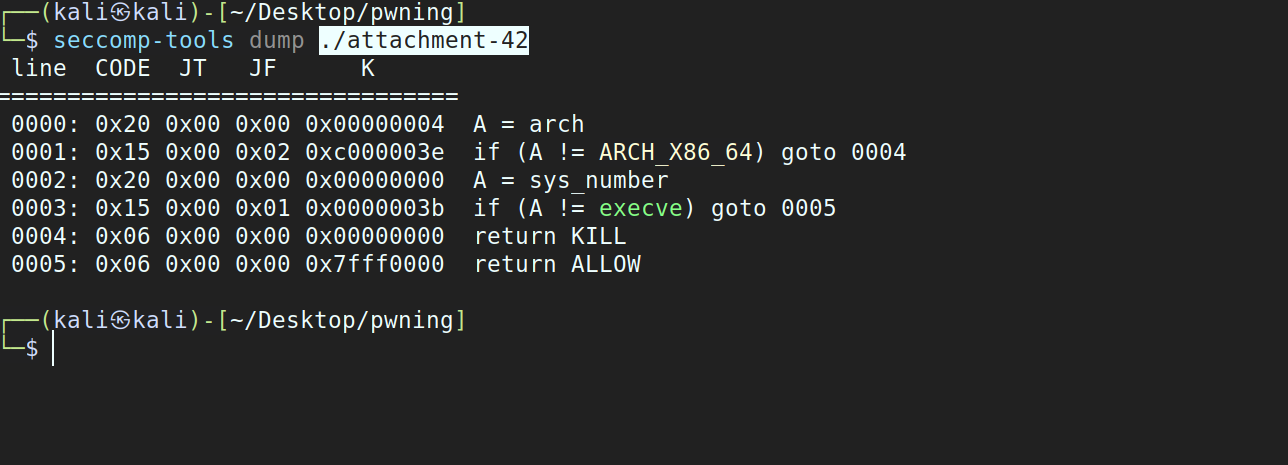 ┌──(kali㉿kali)-[~/Desktop/pwning]
└─$ seccomp-tools dump ./attachment-42
 line  CODE  JT   JF      K
=================================
 0000: 0x20 0x00 0x00 0x00000004  A = arch
 0001: 0x15 0x00 0x02 0xc000003e  if (A != ARCH_X86_64) goto 0004
 0002: 0x20 0x00 0x00 0x00000000  A = sys_number
 0003: 0x15 0x00 0x01 0x0000003b  if (A != execve) goto 0005
 0004: 0x06 0x00 0x00 0x00000000  return KILL
 0005: 0x06 0x00 0x00 0x7fff0000  return ALLOW
┌──(kali㉿kali)-[~/Desktop/pwning]
└─$